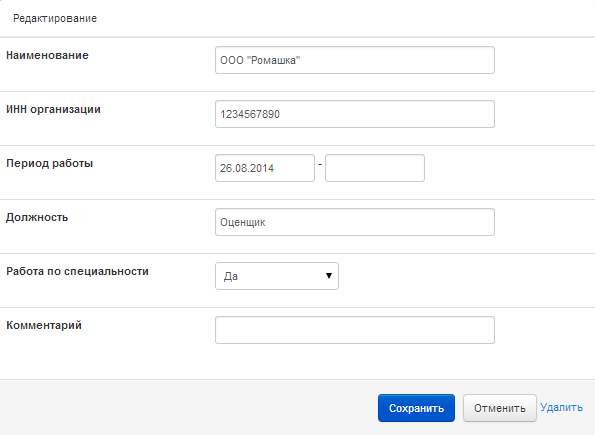 Редактирование
Наименование ООО "Ромашка"
ИНН организации 1234567890
Период работы 26.08.2014 -
Должность Оценщик
Работа по специальности Да
Комментарий
Сохранить Отменить Удалить